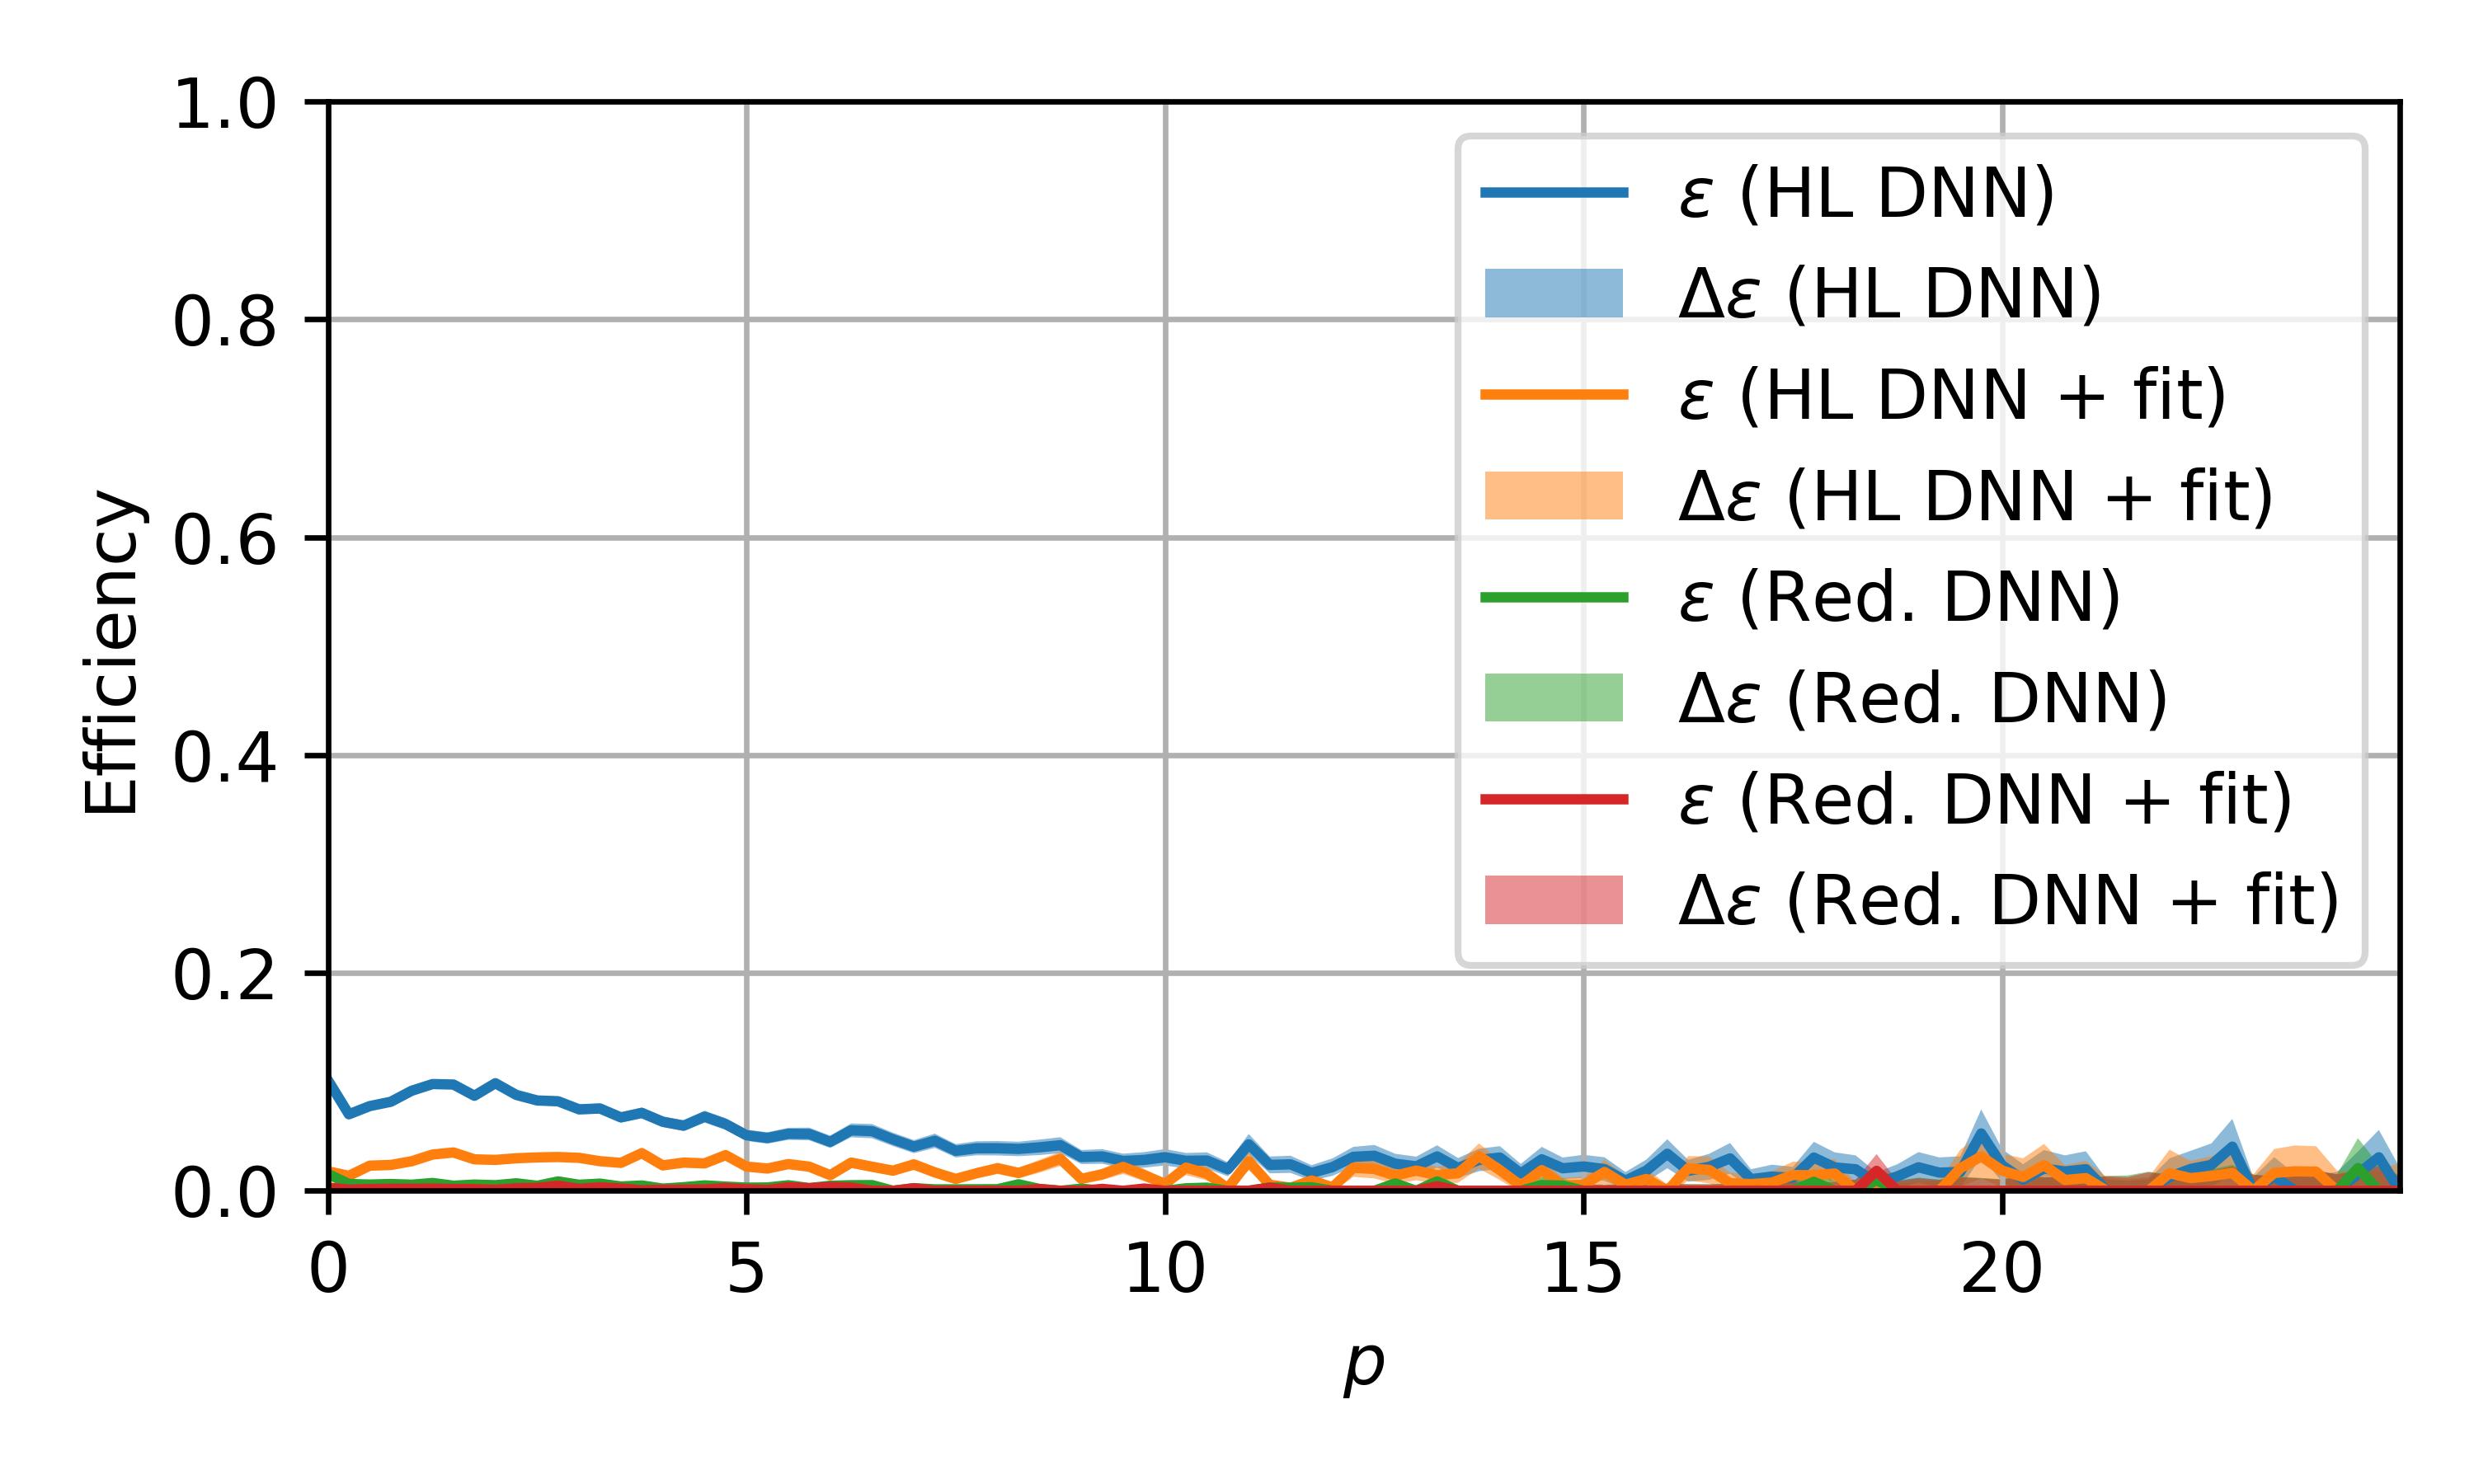 1.0
0.8
0.6
0.4
0.2
0.0
0
5
10
15
20
Efficiency
p
ε (HL DNN)
Δε (HL DNN)
ε (HL DNN + fit)
Δε (HL DNN + fit)
ε (Red. DNN)
Δε (Red. DNN)
ε (Red. DNN + fit)
Δε (Red. DNN + fit)